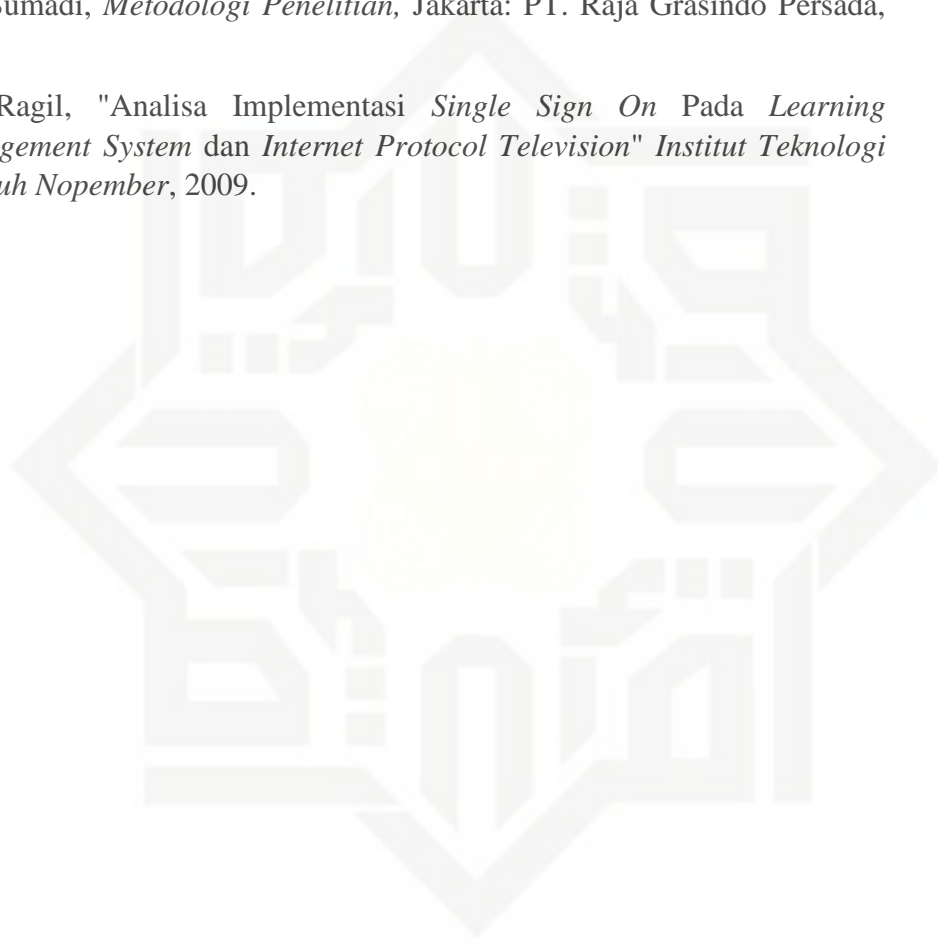 Sumadi, Metodologi Penelitian, Jakarta: PT. Raja Grasindo Persada,
Ragil, "Analisa Implementasi Single Sign On Pada Learning
gement System dan Internet Protocol Television" Institut Teknologi
uh Nopember, 2009.